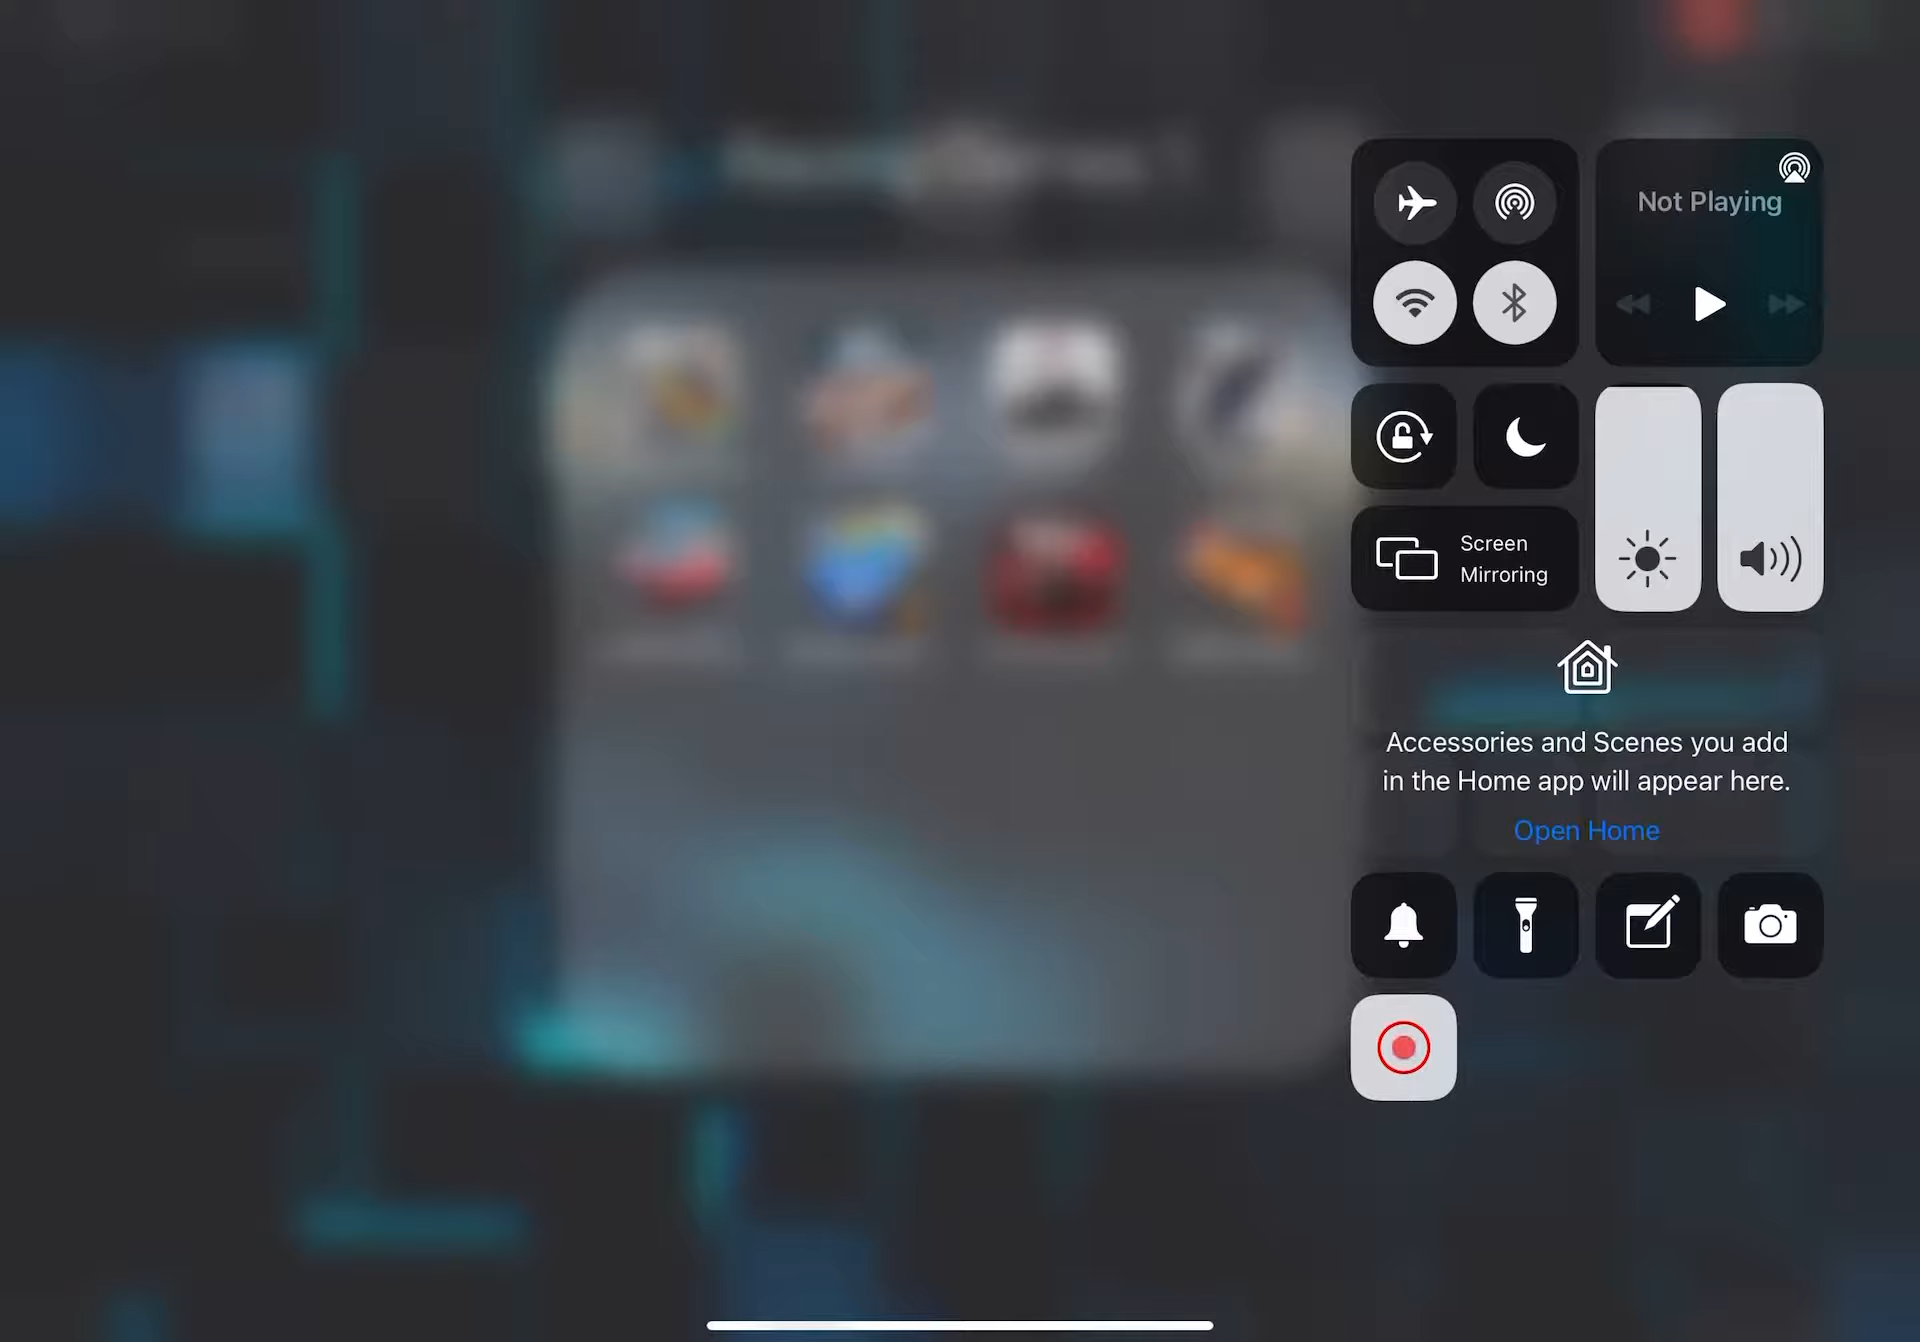 Not Playing
Screen
Mirroring
Accessories and Scenes you add
in the Home app will appear here.
Open Home